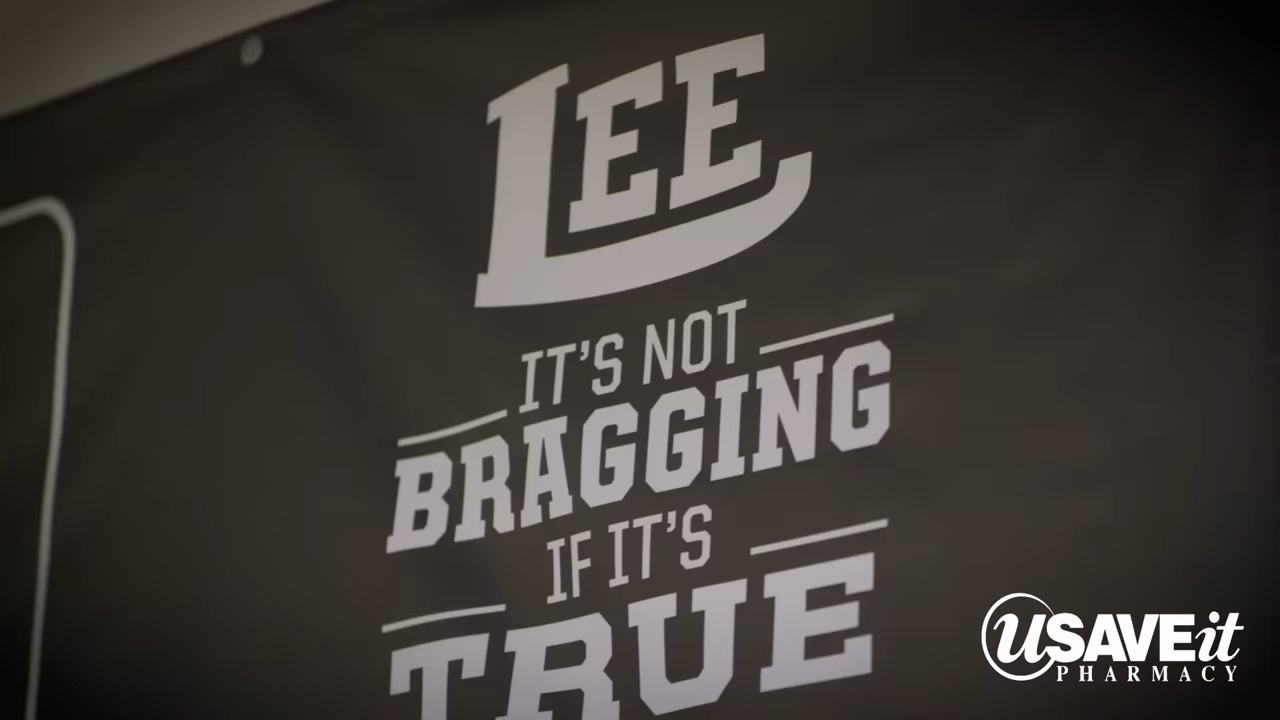 LEE
IT'S NOT
BRAGGING
IF IT'S
TRUE
USAVEit
PHARMACY